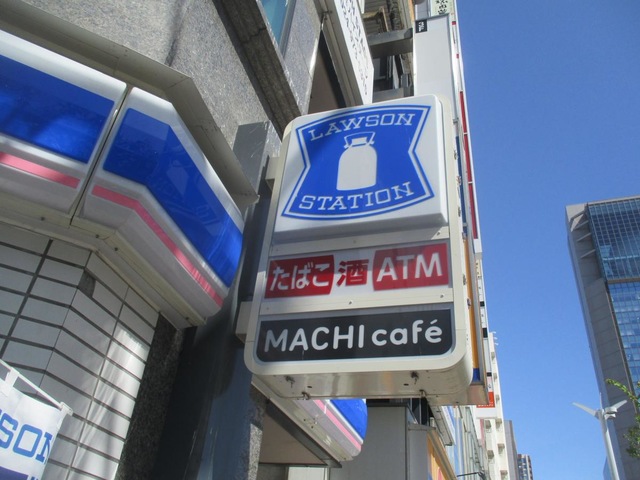 LAWSON
STATION
たばこ 酒 ATM
MACHI café
SON